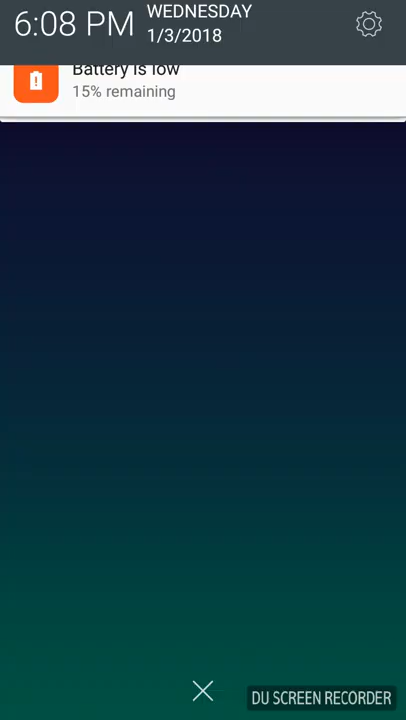 6:08 PM
WEDNESDAY
1/3/2018
Battery is low
15% remaining
DU SCREEN RECORDER